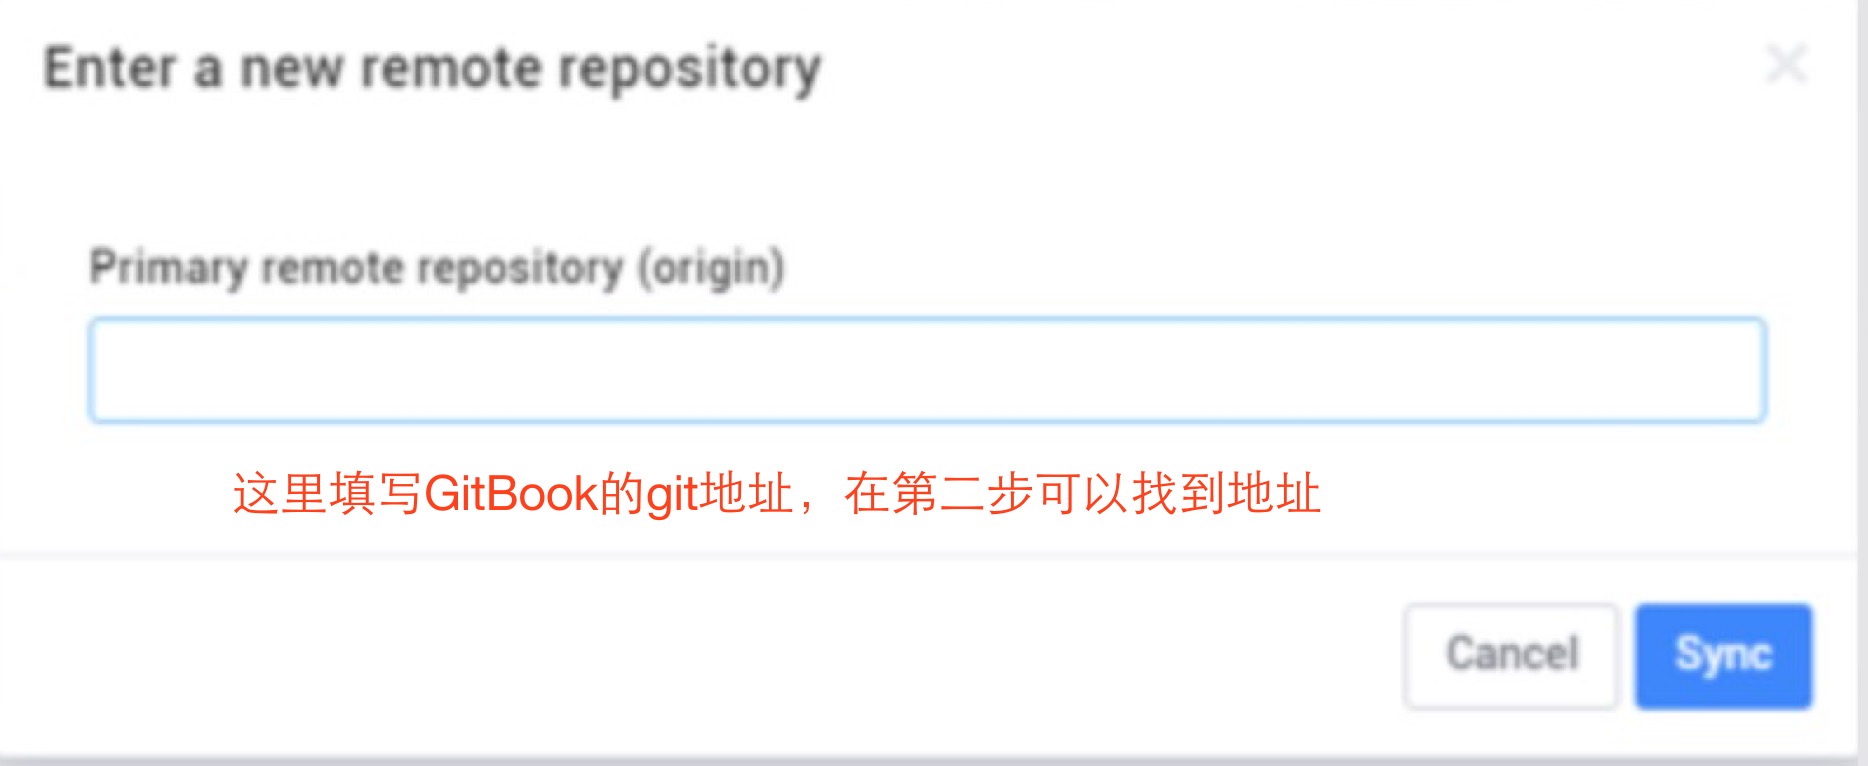 Enter a new remote repository
Primary remote repository (origin)
这里填写GitBook的git地址，在第二步可以找到地址
Cancel
Sync